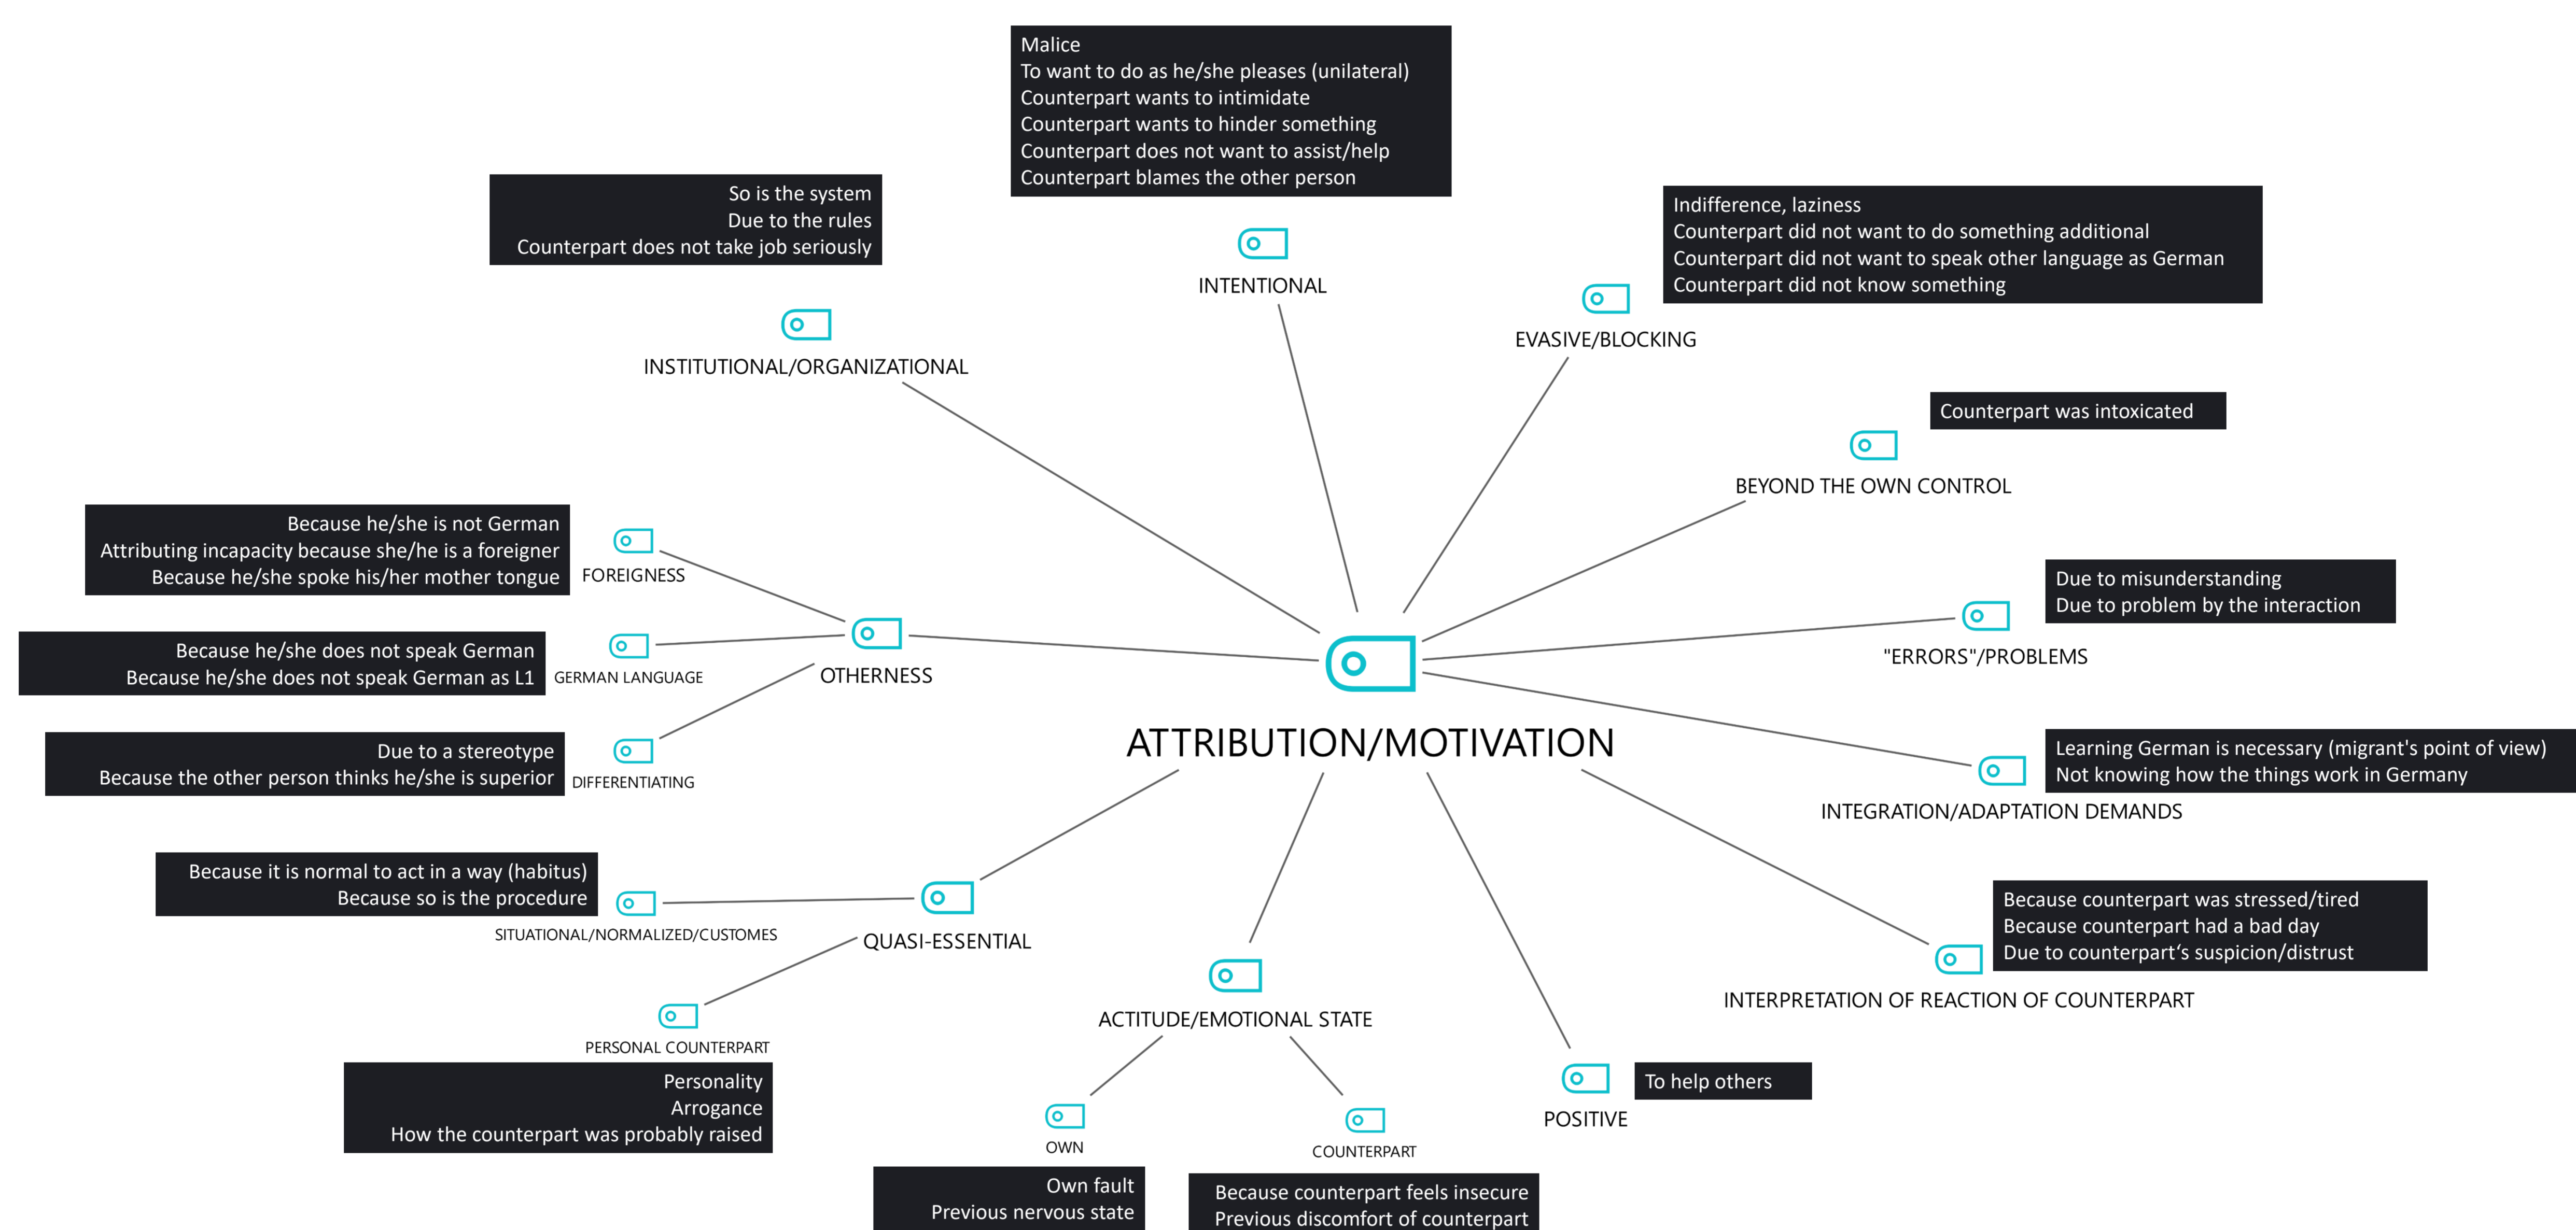 Malice
To want to do as he/she pleases (unilateral)
Counterpart wants to intimidate
Counterpart wants to hinder something
Counterpart does not want to assist/help
Counterpart blames the other person
INTENTIONAL
So is the system
Due to the rules
Counterpart does not take job seriously
INSTITUTIONAL/ORGANIZATIONAL
Indifference, laziness
Counterpart did not want to do something additional
Counterpart did not want to speak other language as German
Counterpart did not know something
EVASIVE/BLOCKING
Counterpart was intoxicated
BEYOND THE OWN CONTROL
Because he/she is not German
Attributing incapacity because she/he is a foreigner
Because he/she spoke his/her mother tongue
FOREIGNESS
Because he/she does not speak German
Because he/she does not speak German as L1
GERMAN LANGUAGE
OTHERNESS
Due to a stereotype
Because the other person thinks he/she is superior
DIFFERENTIATING
Due to misunderstanding
Due to problem by the interaction
"ERRORS"/PROBLEMS
ATTRIBUTION/MOTIVATION
Learning German is necessary (migrant's point of view)
Not knowing how the things work in Germany
INTEGRATION/ADAPTATION DEMANDS
Because it is normal to act in a way (habitus)
Because so is the procedure
SITUATIONAL/NORMALIZED/CUSTOMES
QUASI-ESSENTIAL
PERSONAL COUNTERPART
Personality
Arrogance
How the counterpart was probably raised
Because counterpart was stressed/tired
Because counterpart had a bad day
Due to counterpart‘s suspicion/distrust
INTERPRETATION OF REACTION OF COUNTERPART
ACTITUDE/EMOTIONAL STATE
OWN
Own fault
Previous nervous state
COUNTERPART
Because counterpart feels insecure
Previous discomfort of counterpart
To help others
POSITIVE